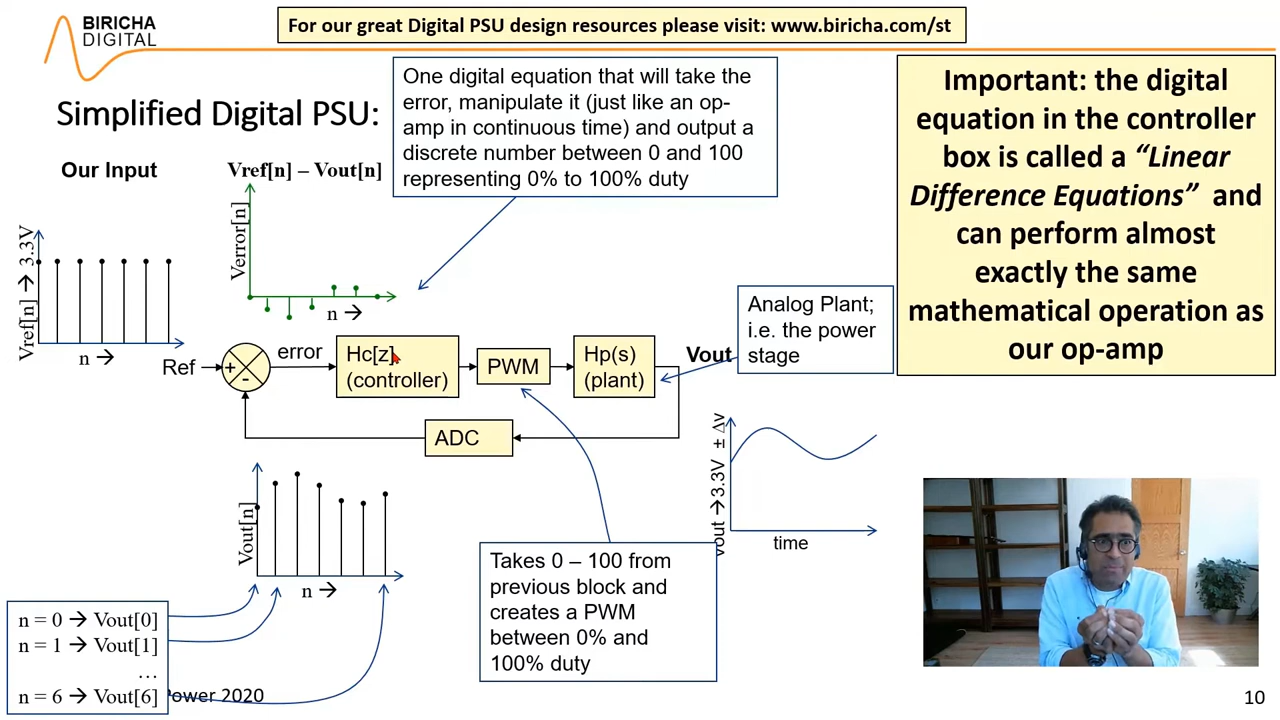 BIRICHA
DIGITAL
For our great Digital PSU design resources please visit: www.biricha.com/st
Simplified Digital PSU:
One digital equation that will take the
error, manipulate it (just like an op-
amp in continuous time) and output a
discrete number between 0 and 100
representing 0% to 100% duty
Important: the digital
equation in the controller
box is called a “Linear
Difference Equations” and
can perform almost
exactly the same
mathematical operation as
our op-amp
Our Input
Vref[n] – Vout[n]
Vref[n] → 3.3V
n →
Verror[n]
n →
Analog Plant;
i.e. the power
stage
Ref
+
-
error
Hc[z]
(controller)
PWM
Hp(s)
(plant)
Vout
ADC
Vout[n]
n →
vout → 3.3V ± Δv
time
Takes 0 – 100 from
previous block and
creates a PWM
between 0% and
100% duty
n = 0 → Vout[0]
n = 1 → Vout[1]
…
n = 6 → Vout[6]
Power 2020
10